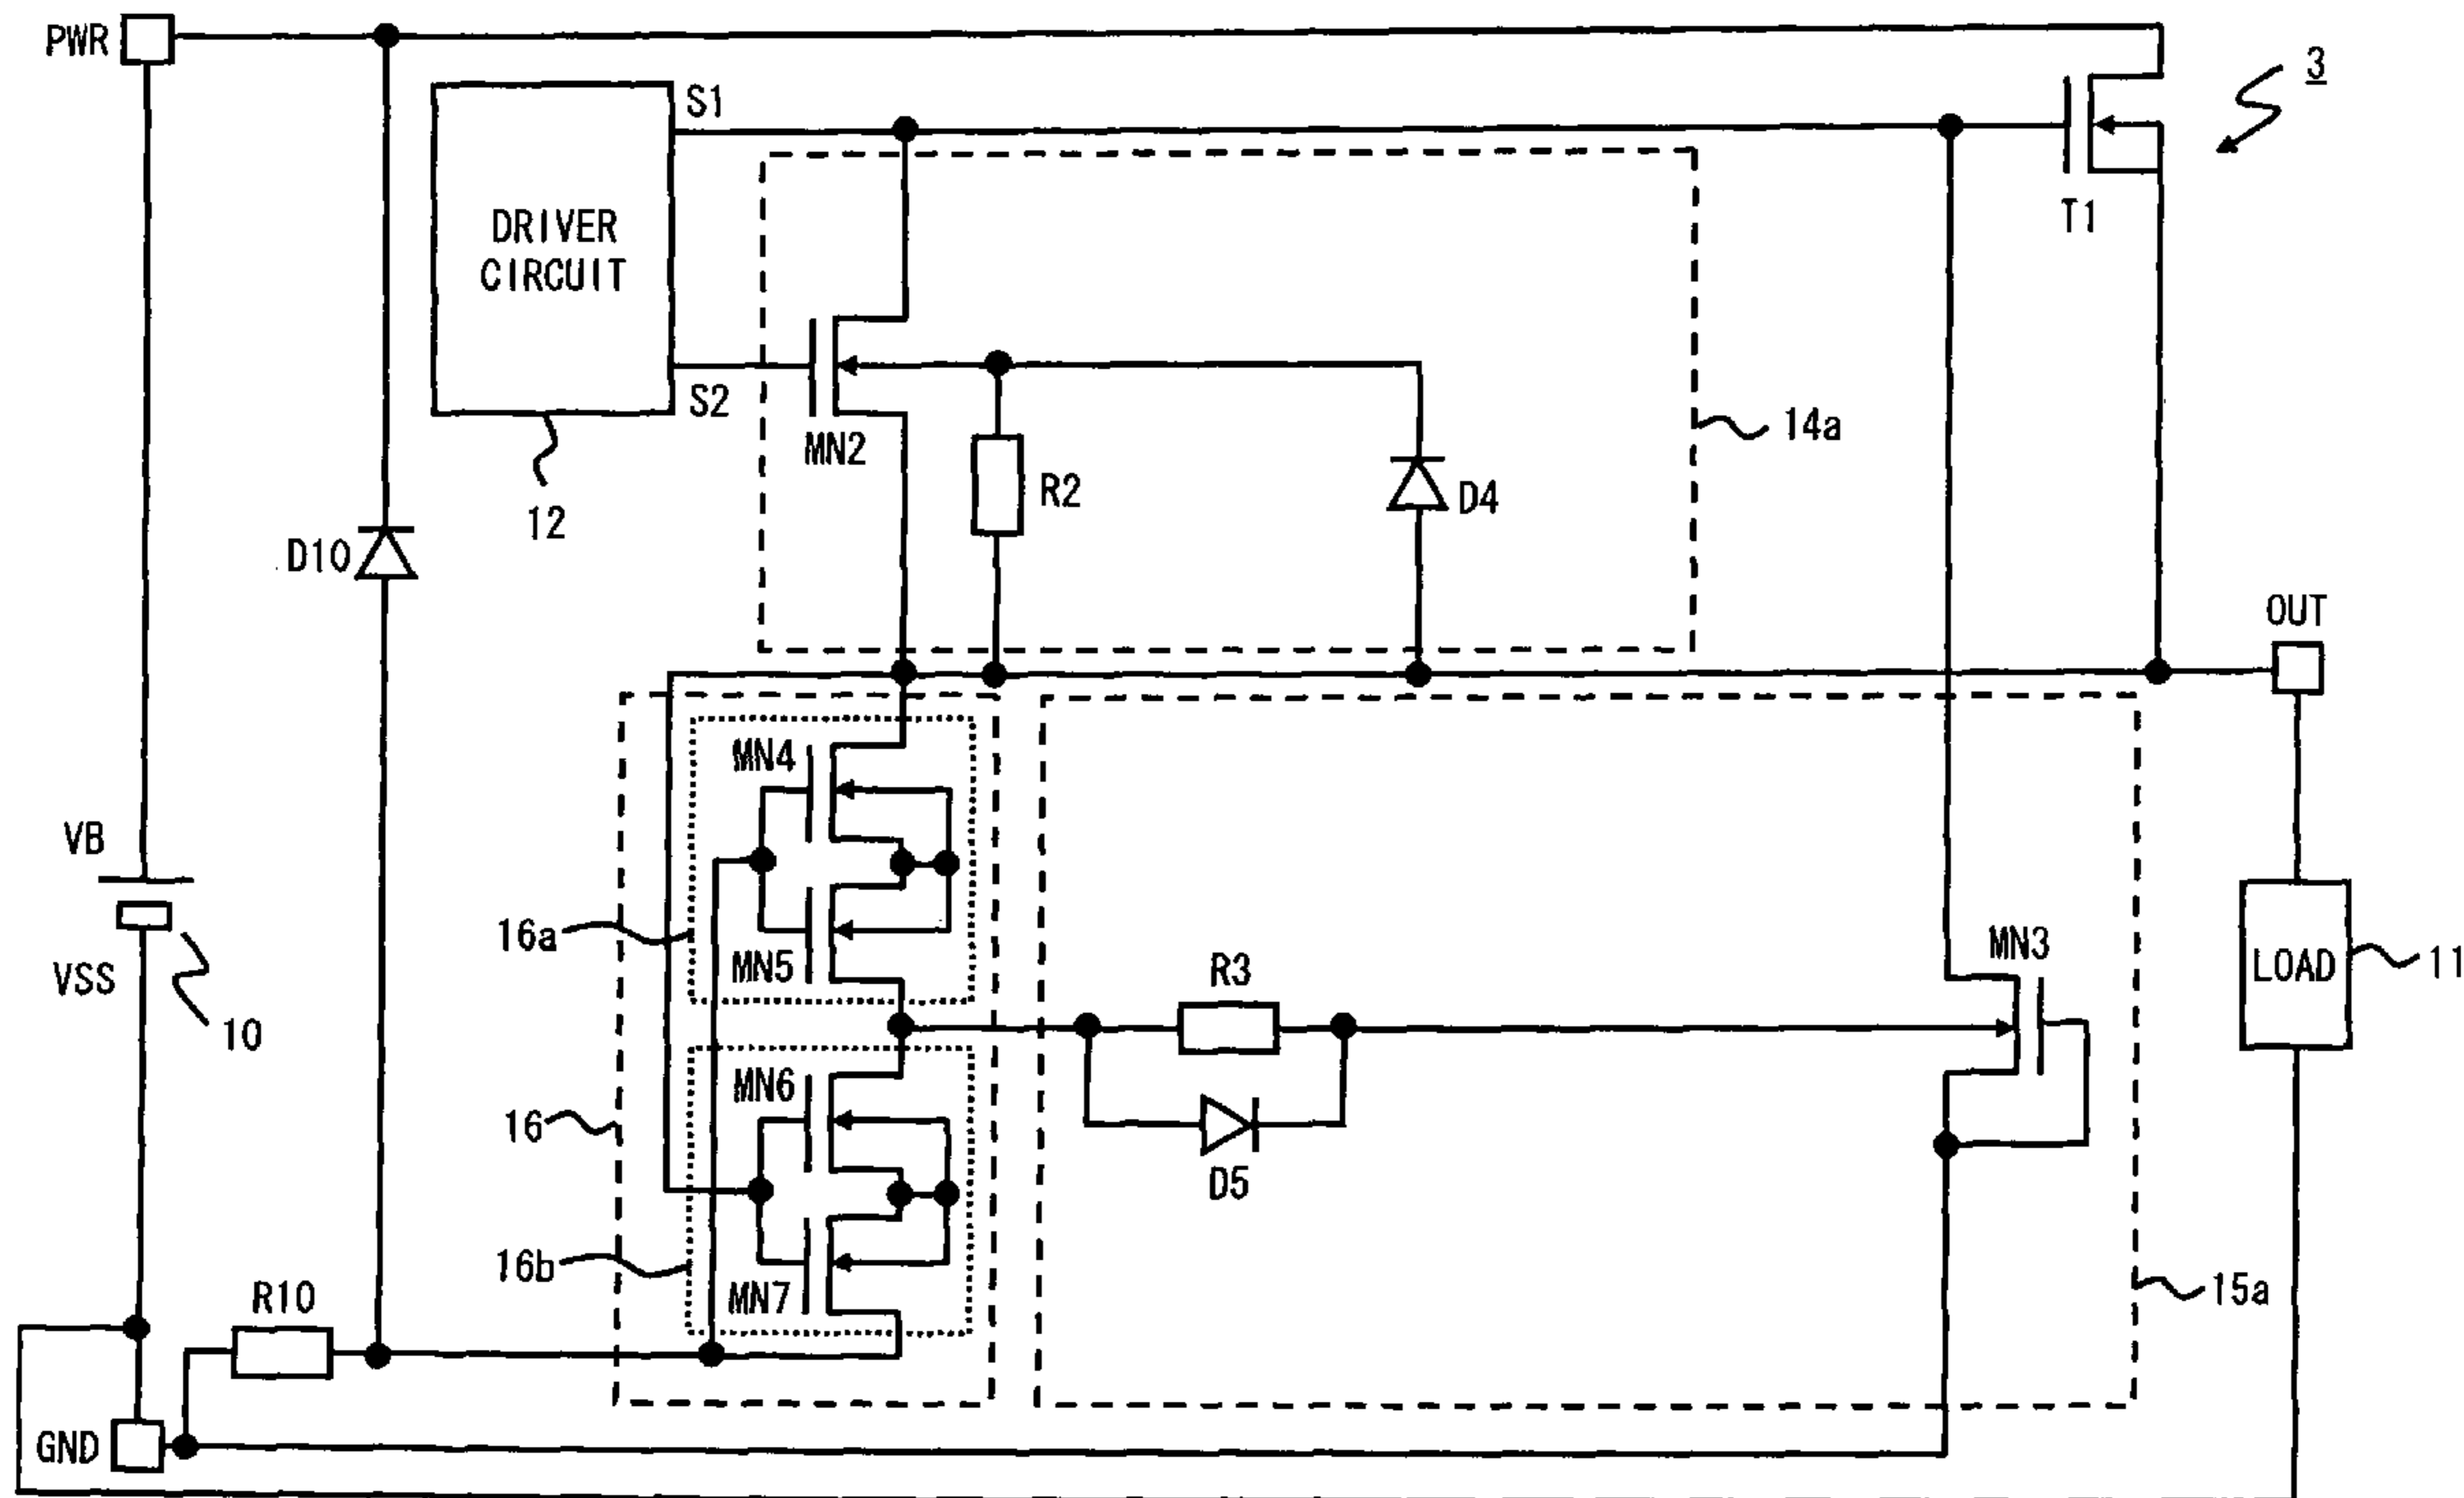 PWR
S1
3
DRIVER
CIRCUIT
T1
S2
MN2
14a
R2
D4
12
D10
OUT
MN4
VB
16a
MN5
VSS
10
R3
MN3
LOAD
11
MN6
16
D5
16b
MN7
R10
15a
GND